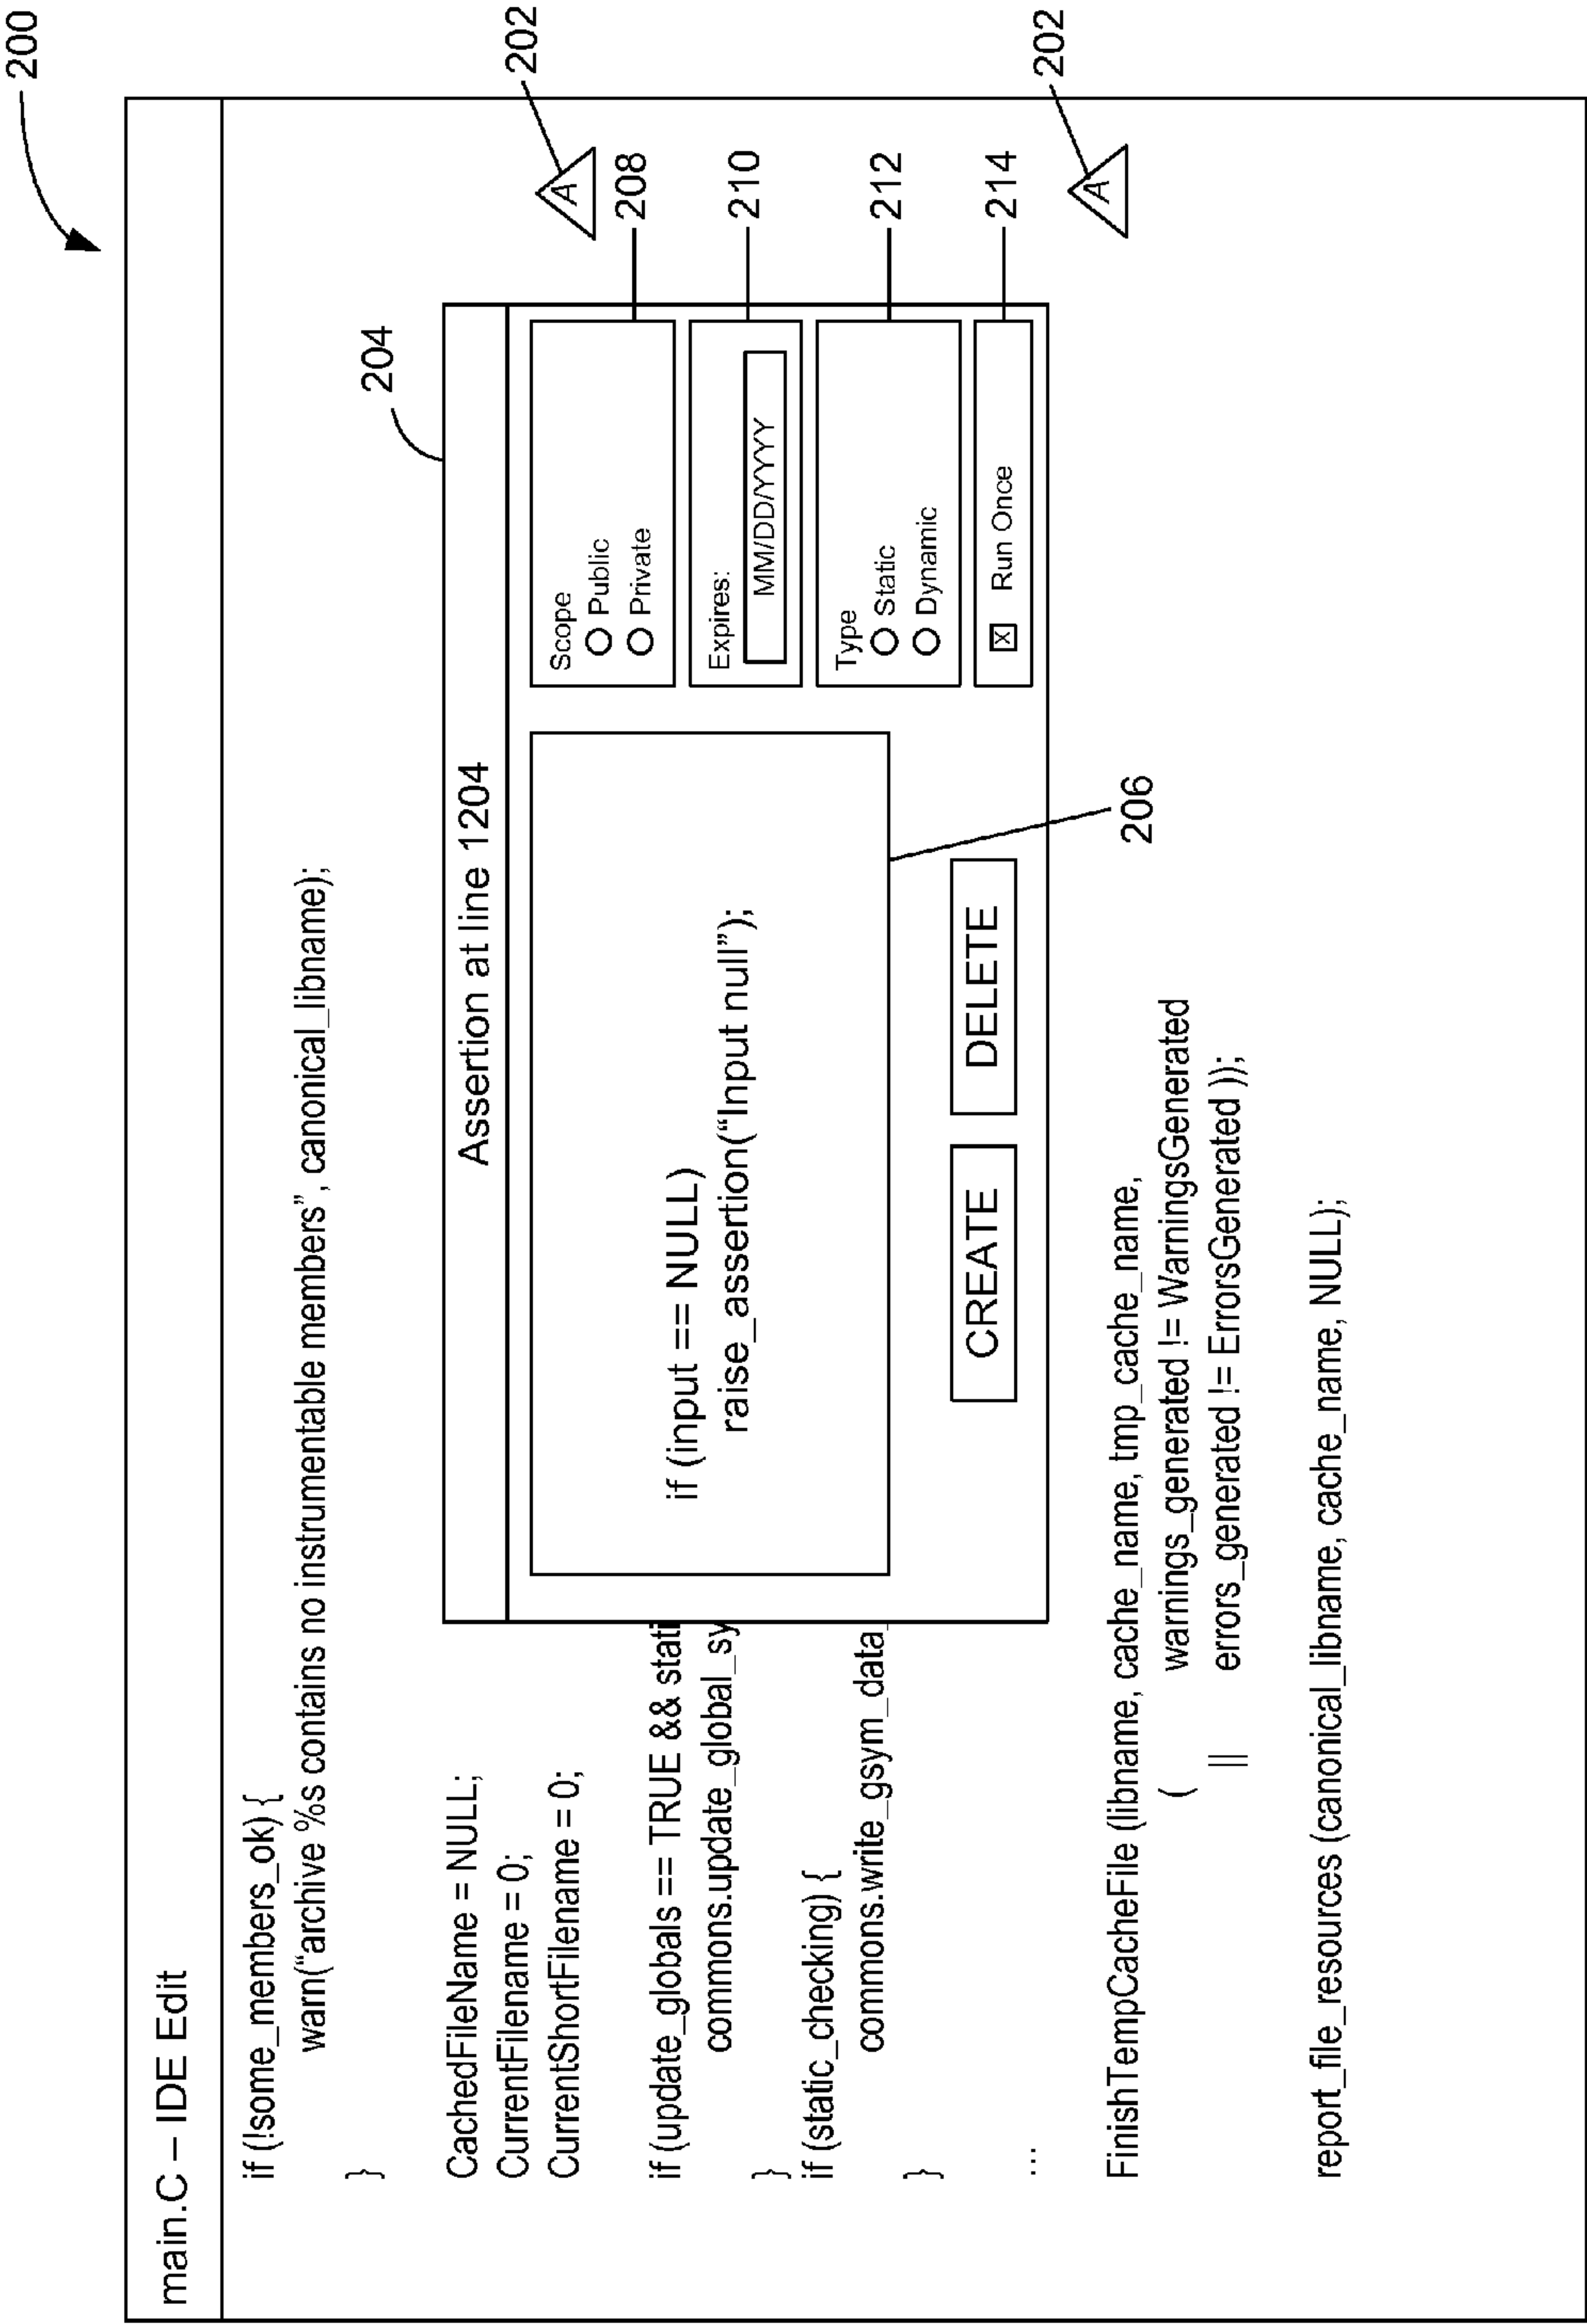 200
main.C – IDE Edit
if (!some_members_ok) {
warn(“archive %s contains no instrumentable members”, canonical_libname);
}
204
CachedFileName = NULL;
CurrentFilename = 0;
CurrentShortFilename = 0;
if (update_globals == TRUE && stati
commons.update_global_sy
}
if (static_checking) {
commons.write_gsym_data_
}
...
Assertion at line 1204
if (input == NULL)
raise_assertion(“Input null”);
CREATE
DELETE
206
Scope
Public
Private
Expires:
MM/DD/YYYY
Type
Static
Dynamic
X Run Once
A
202
208
210
212
214
A
202
FinishTempCacheFile (libname, cache_name, tmp_cache_name,
( warnings_generated != WarningsGenerated
|| errors_generated != ErrorsGenerated ));
report_file_resources (canonical_libname, cache_name, NULL);